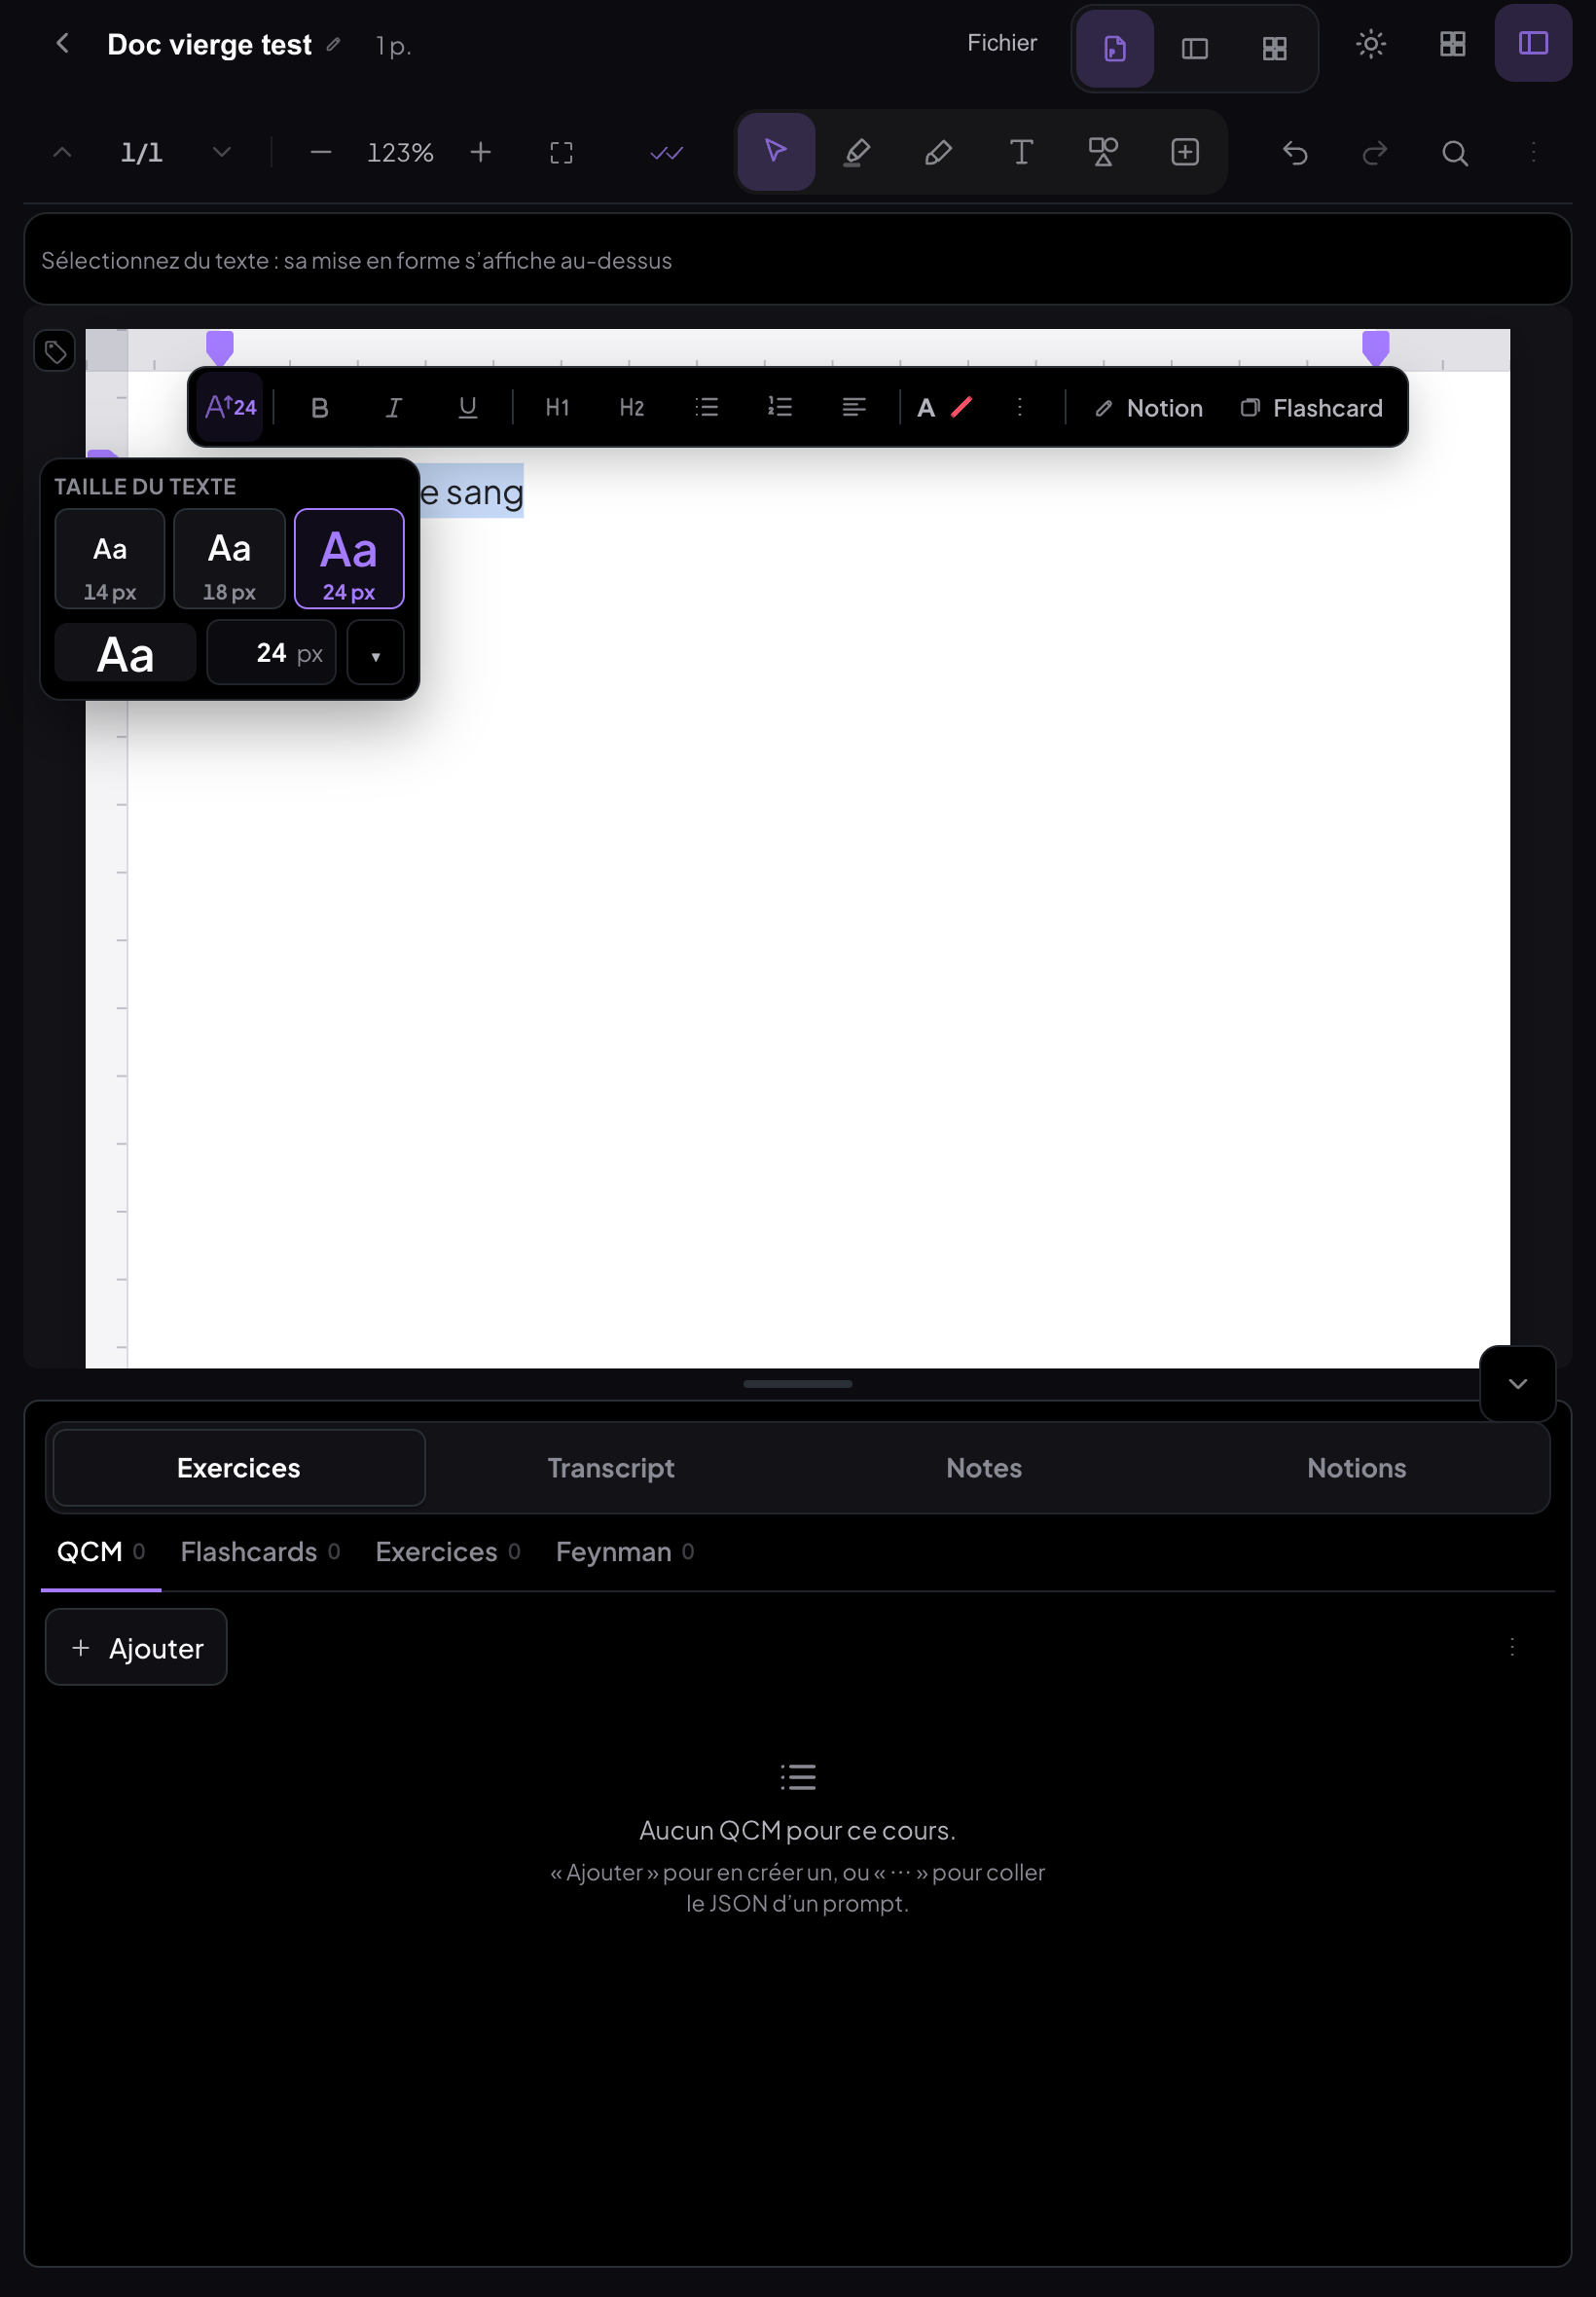 Doc vierge test 1 p. Fichier
1/1 123%
Sélectionnez du texte : sa mise en forme s’affiche au-dessus
A↑24 B I U H1 H2 A Notion Flashcard
TAILLE DU TEXTE
e sang
Aa Aa Aa
14 px 18 px 24 px
Aa 24 px
Exercices Transcript Notes Notions
QCM 0 Flashcards 0 Exercices 0 Feynman 0
+ Ajouter
Aucun QCM pour ce cours.
« Ajouter » pour en créer un, ou « ⋯ » pour coller
le JSON d’un prompt.